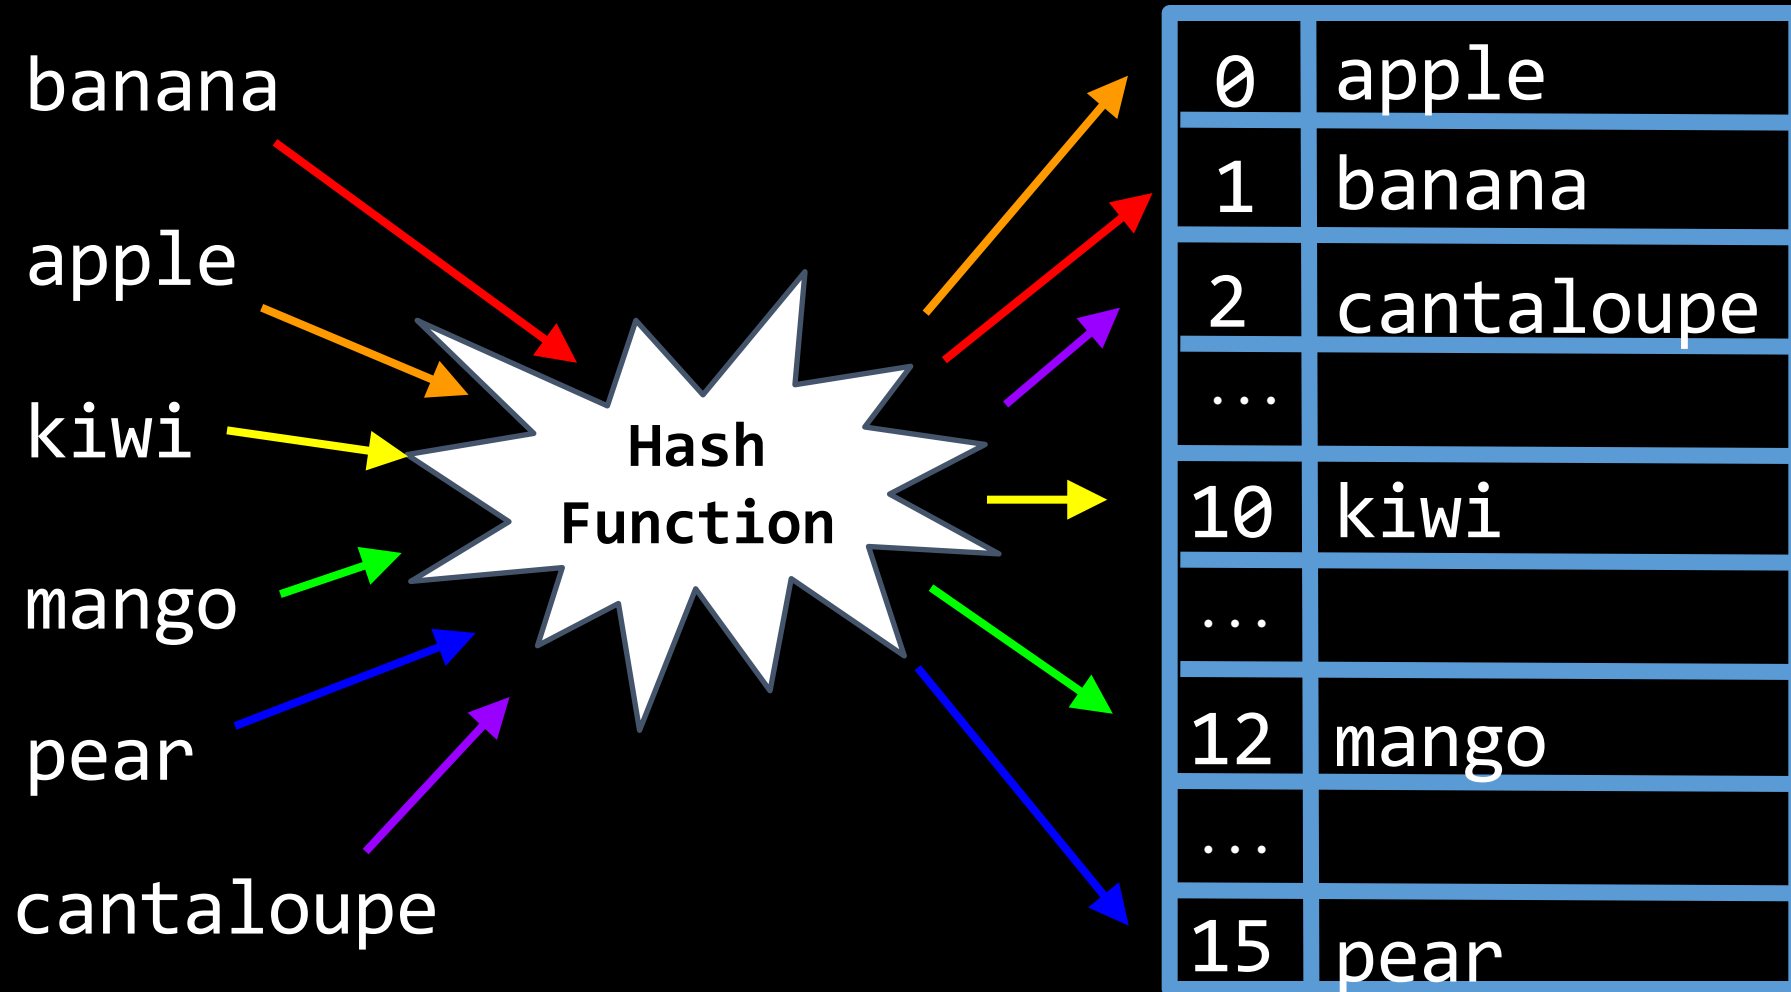 banana
apple
kiwi
mango
pear
cantaloupe
Hash
Function
0 apple
1 banana
2 cantaloupe
...
10 kiwi
...
12 mango
...
15 pear